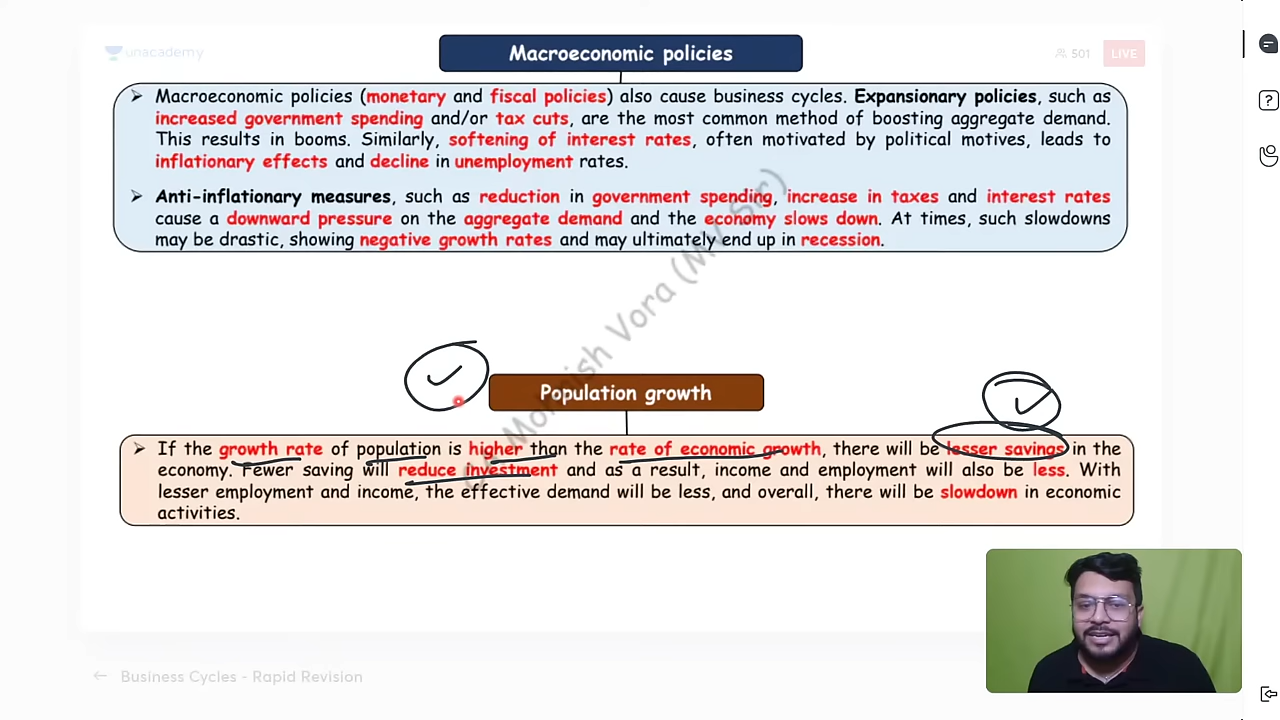 unacademy
Macroeconomic policies
501
LIVE
➤ Macroeconomic policies (monetary and fiscal policies) also cause business cycles. Expansionary policies, such as
increased government spending and/or tax cuts, are the most common method of boosting aggregate demand.
This results in booms. Similarly, softening of interest rates, often motivated by political motives, leads to
inflationary effects and decline in unemployment rates.
➤ Anti-inflationary measures, such as reduction in government spending, increase in taxes and interest rates
cause a downward pressure on the aggregate demand and the economy slows down. At times, such slowdowns
may be drastic, showing negative growth rates and may ultimately end up in recession.
Vora (MV Sir)
Population growth
➤ If the growth rate of population is higher than the rate of economic growth, there will be lesser savings in the
economy. Fewer saving will reduce investment and as a result, income and employment will also be less. With
lesser employment and income, the effective demand will be less, and overall, there will be slowdown in economic
activities.
← Business Cycles - Rapid Revision